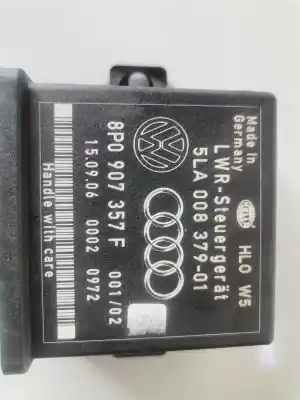 Made in
Germany
HELLA
HLO W5
LWR-Steuergerät
5LA 008 379-01
8P0 907 357 F
001/02
15.09.06
0002
0972
Handle with care